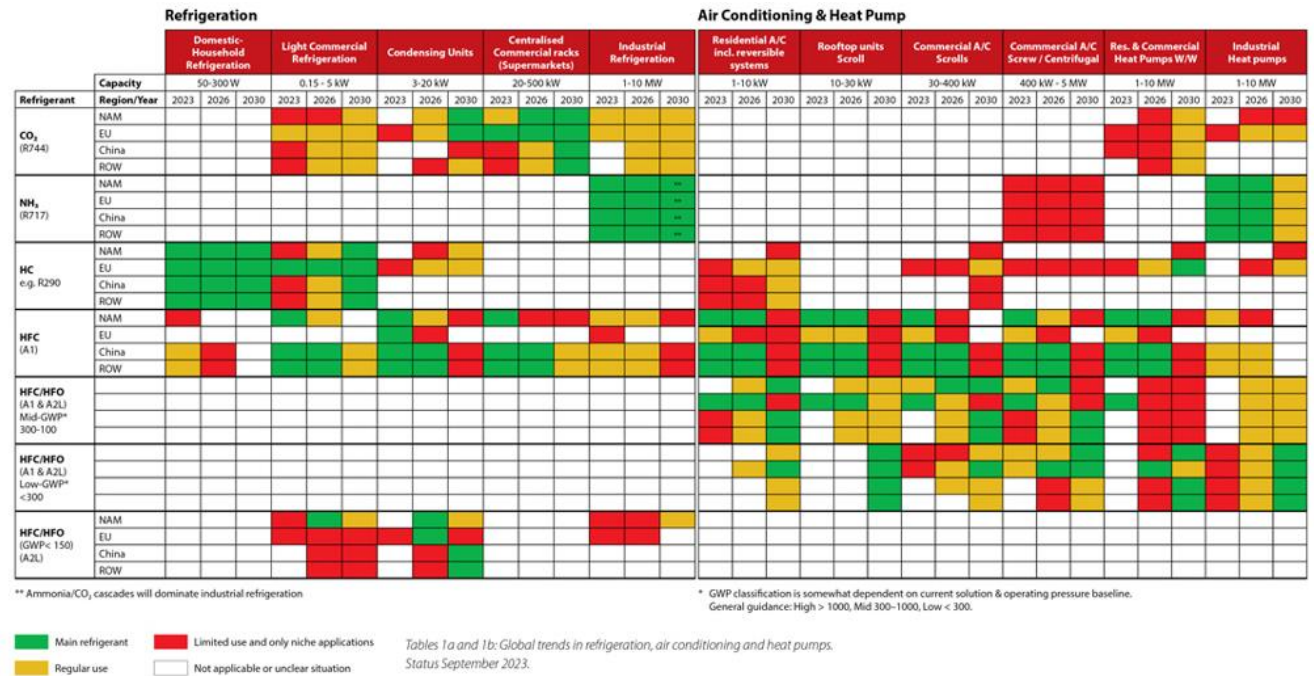 Refrigeration Air Conditioning & Heat Pump
Domestic-Household Refrigeration Light Commercial Refrigeration Condensing Units Centralised Commercial racks (Supermarkets) Industrial Refrigeration Residential A/C incl. reversible systems Rooftop units Scroll Commercial A/C Scrolls Commmercial A/C Screw / Centrifugal Res. & Commercial Heat Pumps W/W Industrial Heat pumps
Capacity 50-300 W 0.15 - 5 kW 3-20 kW 20-500 kW 1-10 MW 1-10 kW 10-30 kW 30-400 kW 400 kW - 5 MW 1-10 MW 1-10 MW
Refrigerant Region/Year 2023 2026 2030 2023 2026 2030 2023 2026 2030 2023 2026 2030 2023 2026 2030 2023 2026 2030 2023 2026 2030 2023 2026 2030 2023 2026 2030 2023 2026 2030 2023 2026 2030
CO₂
(R744)
NAM
EU
China
ROW
NH₃
(R717)
NAM **
EU **
China **
ROW **
HC
e.g. R290
NAM
EU
China
ROW
HFC
(A1)
NAM
EU
China
ROW
HFC/HFO
(A1 & A2L)
Mid-GWP*
300-100
HFC/HFO
(A1 & A2L)
Low-GWP*
<300
HFC/HFO
(GWP< 150)
(A2L)
NAM
EU
China
ROW
** Ammonia/CO₂ cascades will dominate industrial refrigeration
* GWP classification is somewhat dependent on current solution & operating pressure baseline.
General guidance: High > 1000, Mid 300–1000, Low < 300.
Main refrigerant
Limited use and only niche applications
Regular use
Not applicable or unclear situation
Tables 1a and 1b: Global trends in refrigeration, air conditioning and heat pumps.
Status September 2023.